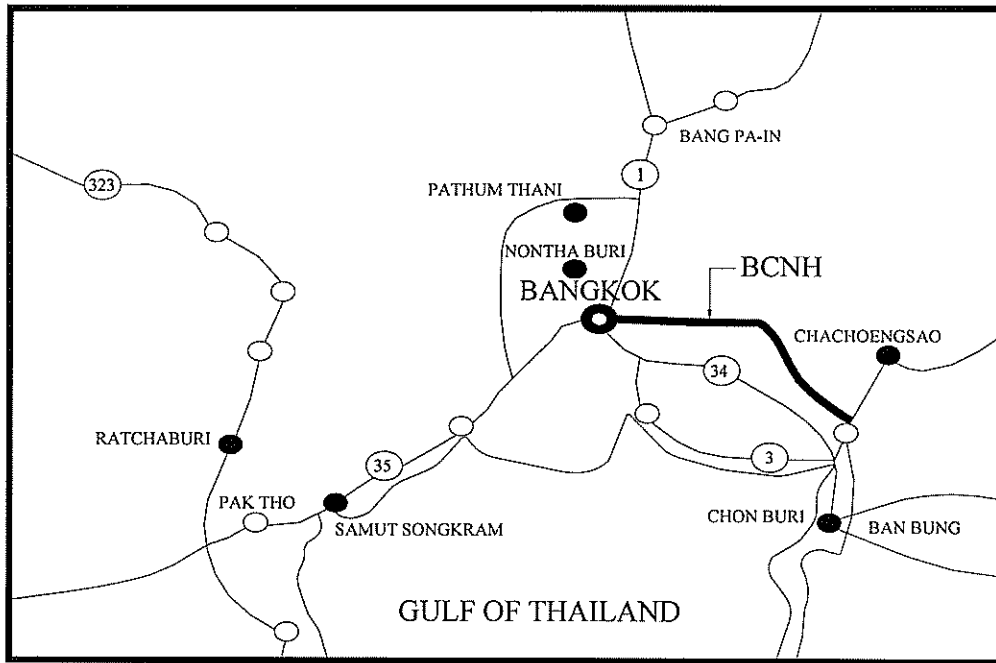 BANG PA-IN
323
1
PATHUM THANI
NONTHA BURI
BANGKOK
BCNH
CHACHOENGSAO
34
RATCHABURI
35
3
PAK THO
SAMUT SONGKRAM
CHON BURI
BAN BUNG
GULF OF THAILAND